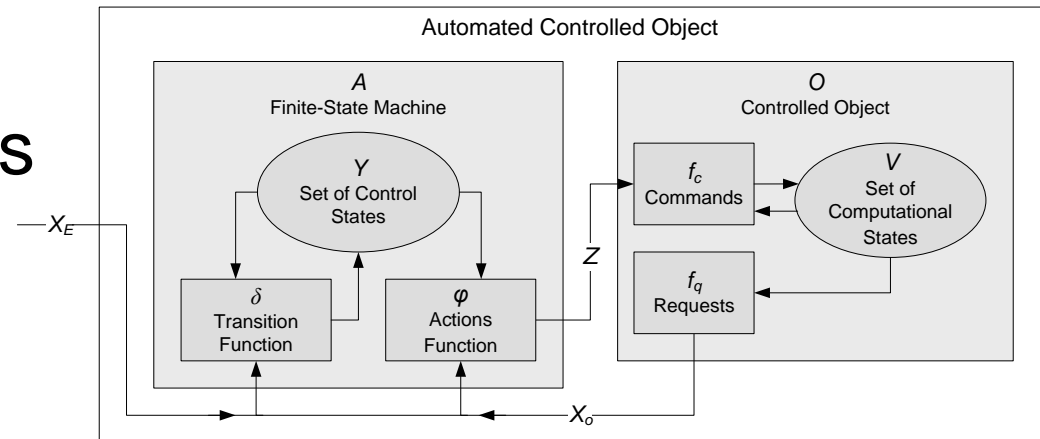 Automated Controlled Object
A
Finite-State Machine
Y
Set of Control
States
δ
Transition
Function
φ
Actions
Function
O
Controlled Object
f_c
Commands
V
Set of
Computational
States
f_q
Requests
s
X_E
Z
X_o